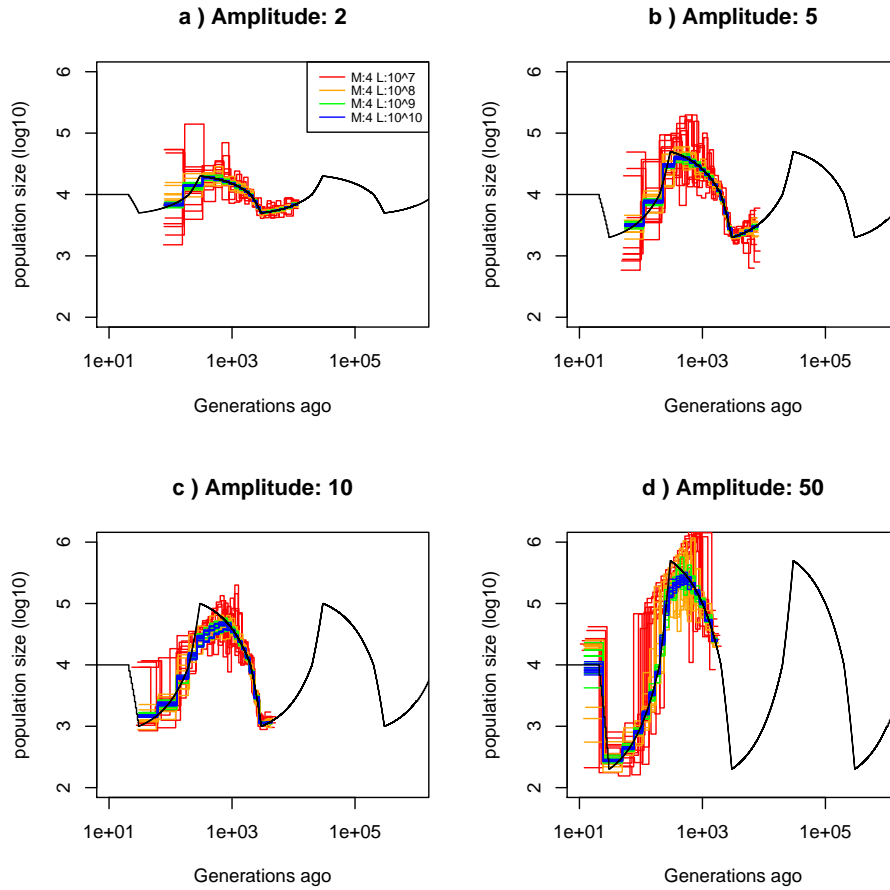 a ) Amplitude: 2
population size (log10)
6
5
4
3
2
M:4 L:10^7
M:4 L:10^8
M:4 L:10^9
M:4 L:10^10
1e+01 1e+03 1e+05
Generations ago
b ) Amplitude: 5
population size (log10)
6
5
4
3
2
1e+01 1e+03 1e+05
Generations ago
c ) Amplitude: 10
population size (log10)
6
5
4
3
2
1e+01 1e+03 1e+05
Generations ago
d ) Amplitude: 50
population size (log10)
6
5
4
3
2
1e+01 1e+03 1e+05
Generations ago